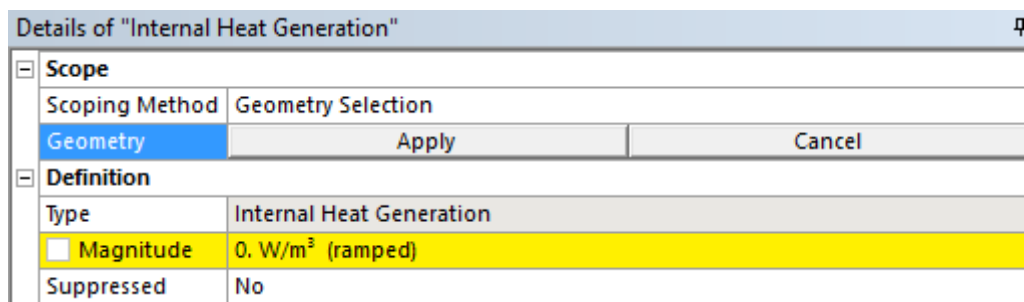 Details of "Internal Heat Generation"
Scope
Scoping Method Geometry Selection
Geometry Apply Cancel
Definition
Type Internal Heat Generation
Magnitude 0. W/m³ (ramped)
Suppressed No